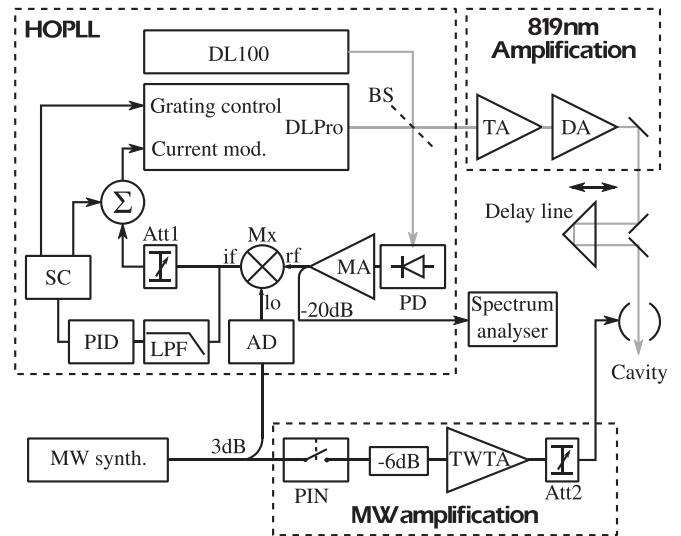 HOPLL
819nm
Amplification
DL100
BS
Grating control
DLPro
Current mod.
TA
DA
Σ
Delay line
Att1
Mx
if
rf
MA
SC
lo
PD
-20dB
Spectrum
analyser
PID
LPF
AD
Cavity
3dB
MW synth.
-6dB
TWTA
PIN
Att2
MW amplification